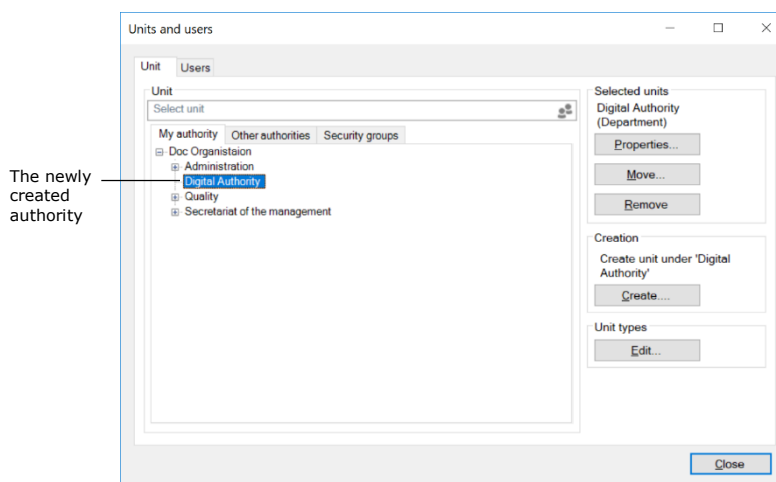 Units and users
Unit Users
Unit
Select unit
My authority Other authorities Security groups
Doc Organistaion
Administration
Digital Authority
Quality
Secretariat of the management
The newly
created
authority
Selected units
Digital Authority
(Department)
Properties...
Move...
Remove
Creation
Create unit under 'Digital
Authority'
Create....
Unit types
Edit...
Close